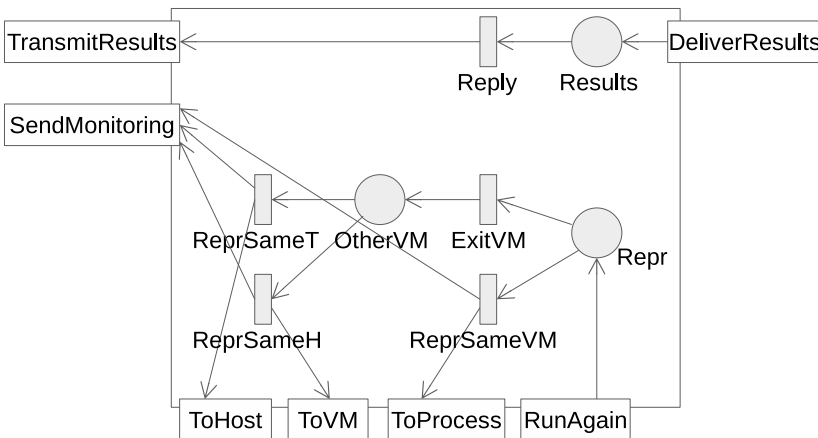 TransmitResults
DeliverResults
Reply
Results
SendMonitoring
ReprSameT
OtherVM
ExitVM
Repr
ReprSameH
ReprSameVM
ToHost
ToVM
ToProcess
RunAgain